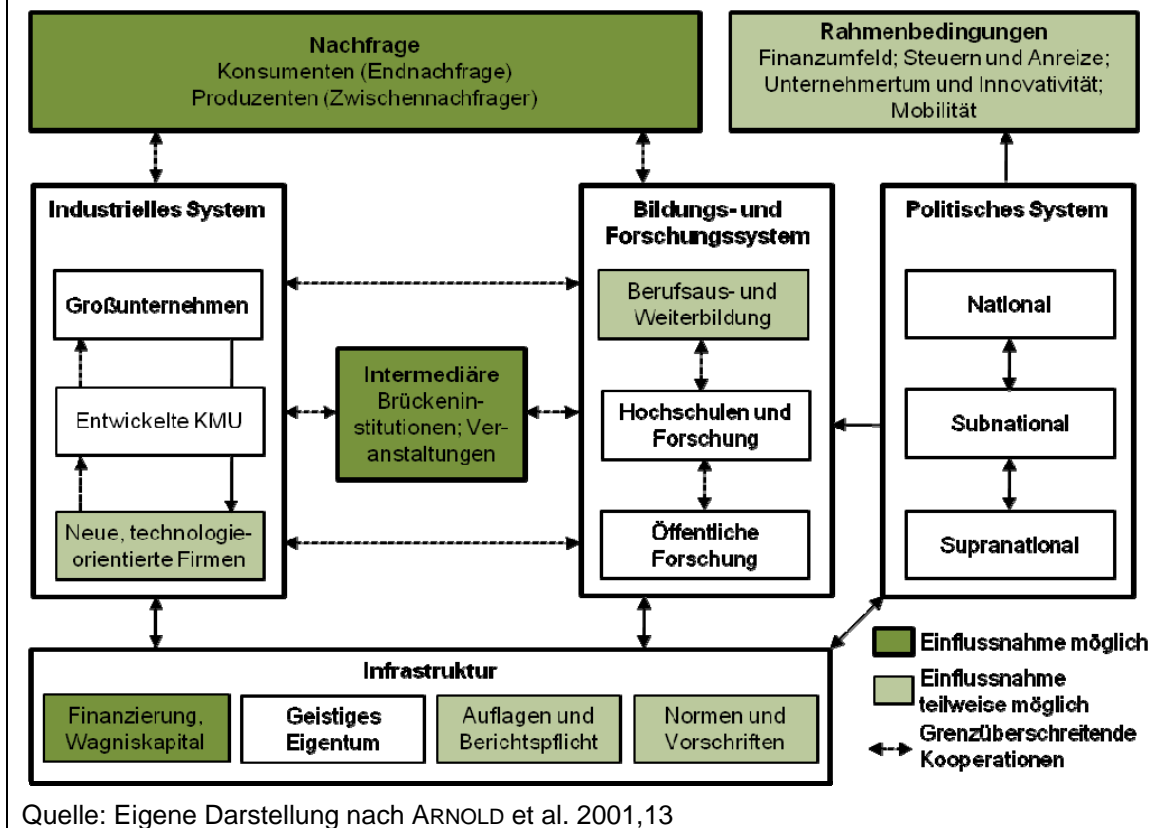 Nachfrage
Konsumenten (Endnachfrage)
Produzenten (Zwischennachfrager)
Rahmenbedingungen
Finanzumfeld; Steuern und Anreize;
Unternehmertum und Innovativität;
Mobilität
Industrielles System
Großunternehmen
Entwickelte KMU
Neue, technologie-
orientierte Firmen
Intermediäre
Brückenin-
stitutionen; Ver-
anstaltungen
Bildungs- und
Forschungssystem
Berufsaus- und
Weiterbildung
Hochschulen und
Forschung
Öffentliche
Forschung
Politisches System
National
Subnational
Supranational
Infrastruktur
Finanzierung,
Wagniskapital
Geistiges
Eigentum
Auflagen und
Berichtspflicht
Normen und
Vorschriften
Einflussnahme möglich
Einflussnahme
teilweise möglich
Grenzüberschreitende
Kooperationen
Quelle: Eigene Darstellung nach ARNOLD et al. 2001,13